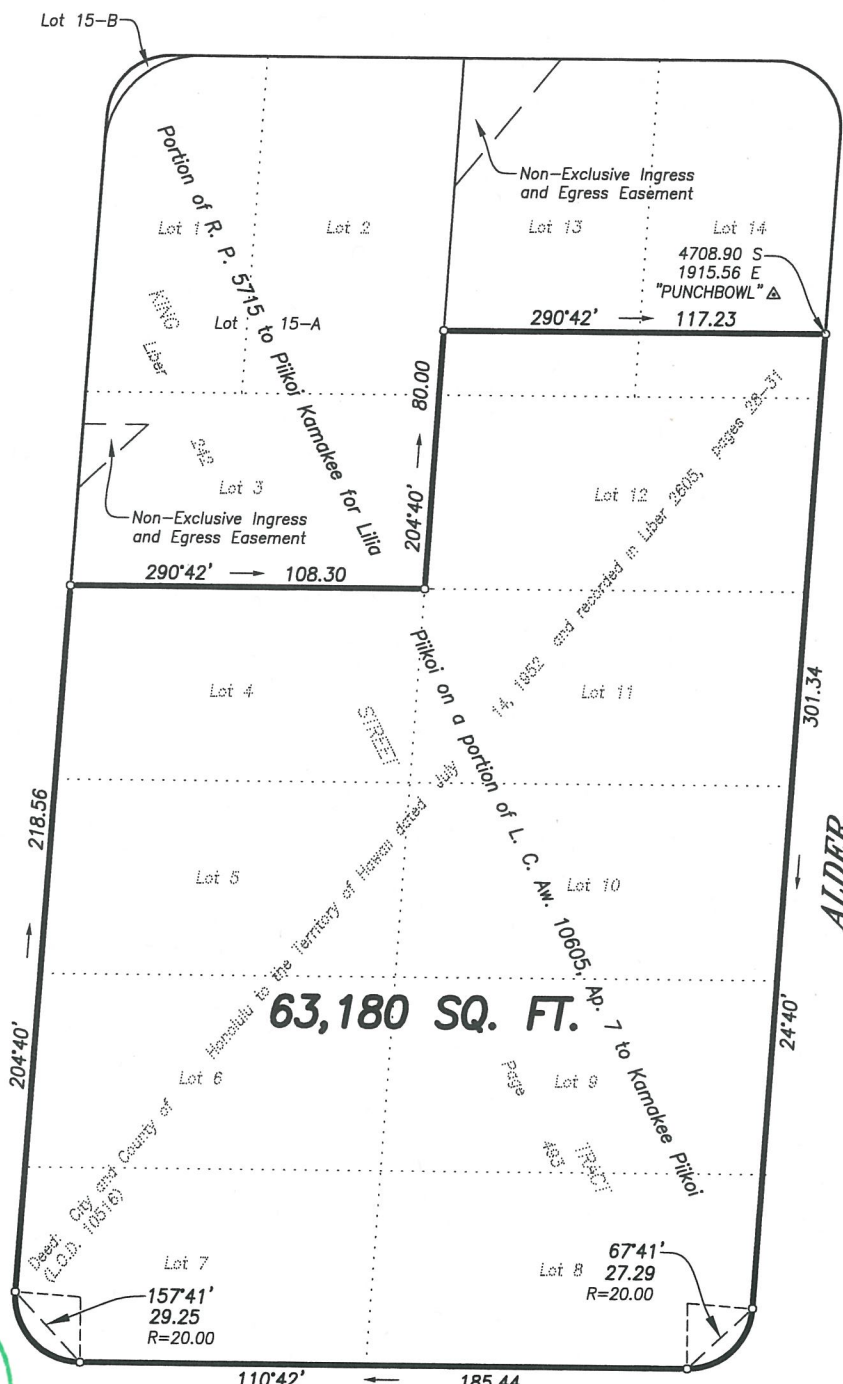 Lot 15-B
Portion of R. P. 5715 to Piikoi Kamakee for Lilia
Non-Exclusive Ingress
and Egress Easement
Lot 1
Lot 2
Lot 13
Lot 14
4708.90 S
1915.56 E
"PUNCHBOWL"
KING
Lot 15-A
290°42' 117.23
Liber
80.00
204°40'
242
Lot 3
Lot 12
Non-Exclusive Ingress
and Egress Easement
290°42' 108.30
Piikoi on a portion of L. C. Aw. 10605, Ap. 7 to Kamakee Piikoi
Lot 4
Lot 11
STREET
301.34
218.56
ALDER
Lot 5
Lot 10
63,180 SQ. FT.
24°40'
204°40'
Lot 6
Page
Lot 9
493
TRACT
Deed: City and County of Honolulu to the Territory of Hawaii dated July 14, 1952 and recorded in Liber 2605, pages 28-31
(L.O.D. 10516)
Lot 7
Lot 8
67°41'
27.29
R=20.00
157°41'
29.25
R=20.00
110°42' 185.44